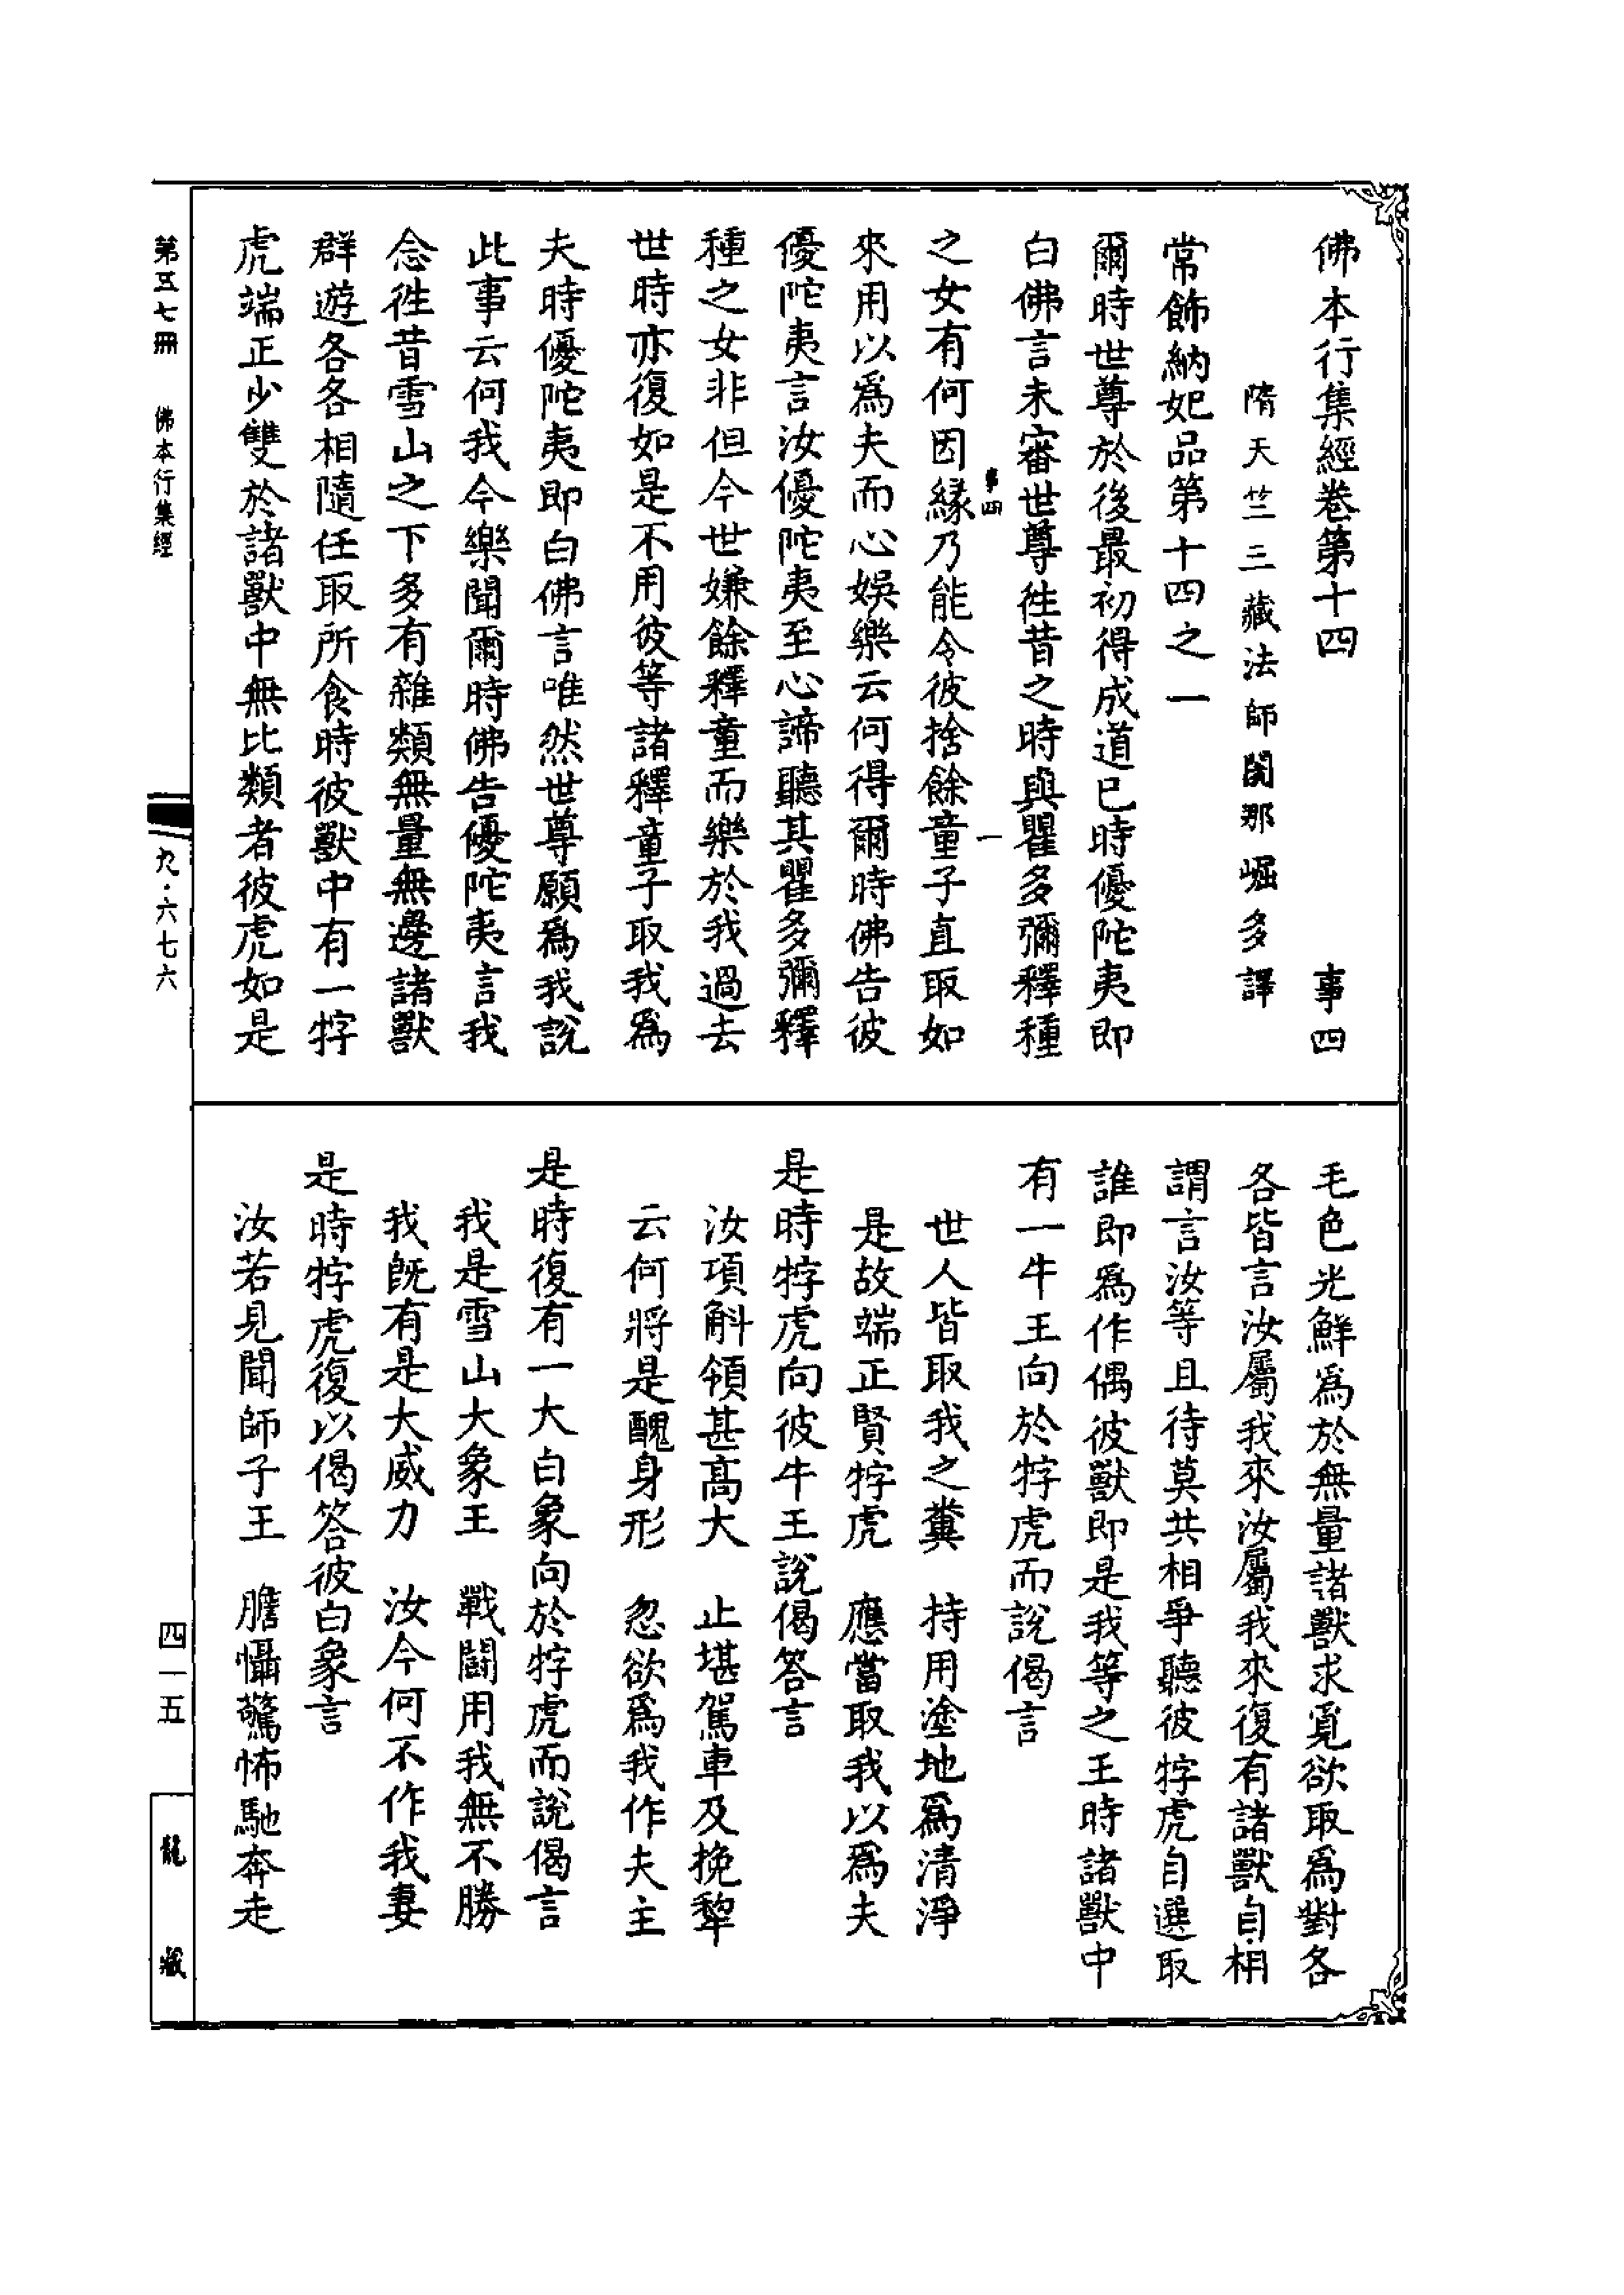 佛本行集經卷第十四　事四
隋天竺三藏法師闍那崛多譯
常飾納妃品第十四之一
爾時世尊於後最初得成道已時優陀夷即
白佛言未審世尊徃昔之時與瞿多彌釋種
事四　一
之女有何因緣乃能令彼捨餘童子直取如
來用以爲夫而心娛樂云何得爾時佛告彼
優陀夷言汝優陀夷至心諦聽其瞿多彌釋
種之女非但今世嫌餘釋童而樂於我過去
世時亦復如是不用彼等諸釋童子取我爲
夫時優陀夷即白佛言唯然世尊願爲我說
此事云何我今樂聞爾時佛告優陀夷言我
念徃昔雪山之下多有雜類無量無邊諸獸
群遊各各相隨任取所食時彼獸中有一牸
虎端正少雙於諸獸中無比類者彼虎如是
毛色光鮮爲於無量諸獸求覓欲取爲對各
各皆言汝屬我來汝屬我來復有諸獸自相
謂言汝等且待莫共相爭聽彼牸虎自選取
誰即爲作偶彼獸即是我等之王時諸獸中
有一牛王向於牸虎而說偈言
世人皆取我之糞　持用塗地爲清淨
是故端正賢牸虎　應當取我以爲夫
是時牸虎向彼牛王說偈答言
汝項斛領甚高大　止堪駕車及挽犂
云何將是醜身形　忽欲爲我作夫主
是時復有一大白象向於牸虎而說偈言
我是雪山大象王　戰鬪用我無不勝
我既有是大威力　汝今何不作我妻
是時牸虎復以偈答彼白象言
汝若見聞師子王　膽懾驚怖馳奔走
第五七冊　佛本行集經
九·六七六
四一五
龍藏